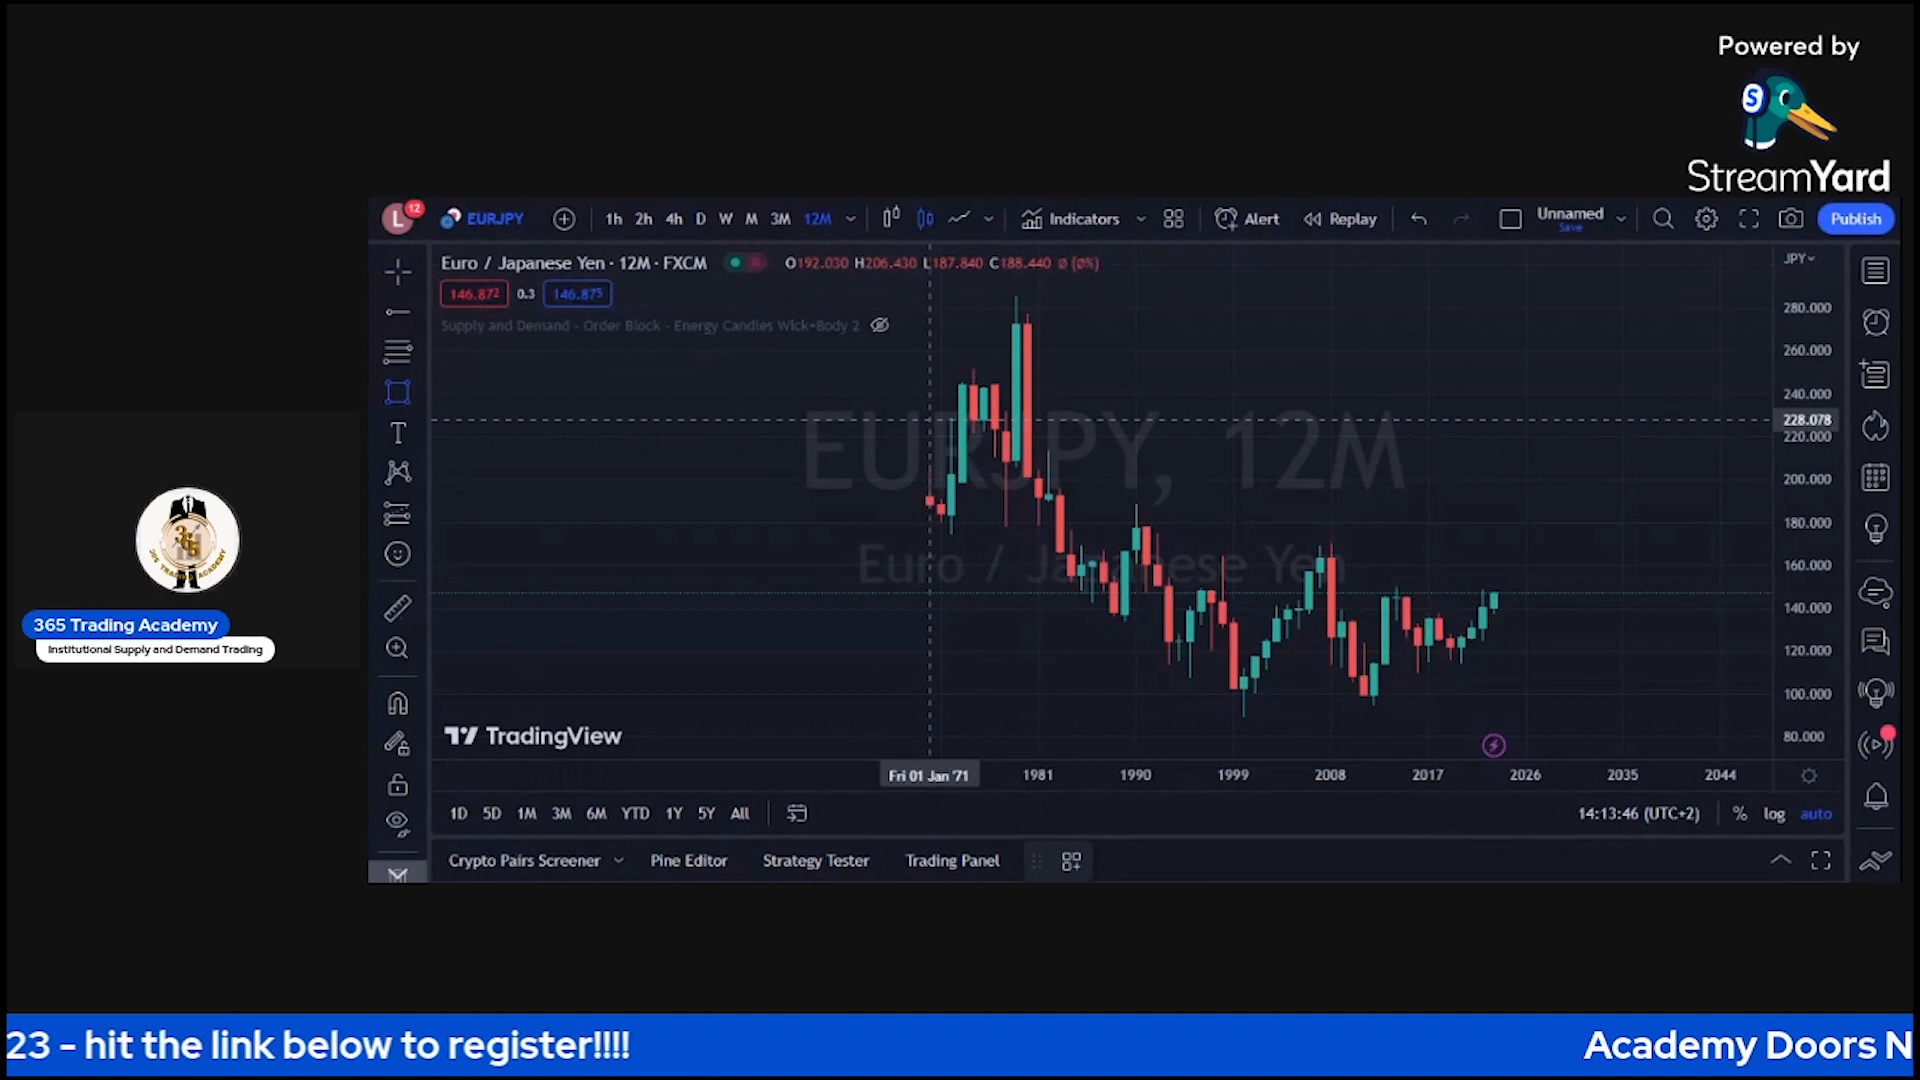 Powered by
S
StreamYard
L 12 EURJPY 1h 2h 4h D W M 3M 12M Indicators Alert Replay Unnamed Save Publish
Euro / Japanese Yen · 12M · FXCM O192.030 H206.430 L187.840 C188.440 ∅ (∅%)
146.872 0.3 146.875
Supply and Demand - Order Block - Energy Candles Wick+Body 2
EURJPY, 12M
Euro / Japanese Yen
JPY
280.000
260.000
240.000
228.078
220.000
200.000
180.000
160.000
140.000
120.000
100.000
80.000
365
365 TRADING ACADEMY
365 Trading Academy
Institutional Supply and Demand Trading
TradingView
Fri 01 Jan '71 1981 1990 1999 2008 2017 2026 2035 2044
1D 5D 1M 3M 6M YTD 1Y 5Y All 14:13:46 (UTC+2) % log auto
Crypto Pairs Screener Pine Editor Strategy Tester Trading Panel
23 - hit the link below to register!!!! Academy Doors N